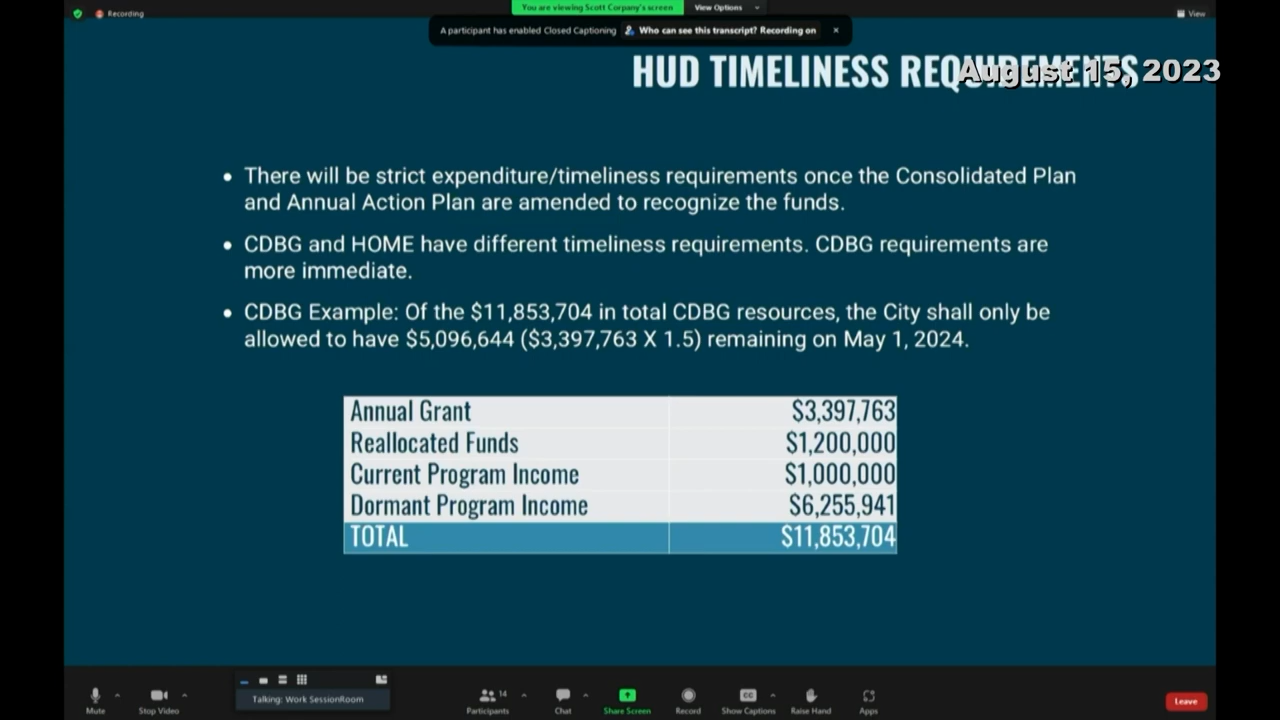 Recording
You are viewing Scott Corpany's screen
View Options
View
A participant has enabled Closed Captioning
Who can see this transcript? Recording on
HUD TIMELINESS REQUIREMENTS
August 15, 2023
• There will be strict expenditure/timeliness requirements once the Consolidated Plan
and Annual Action Plan are amended to recognize the funds.
• CDBG and HOME have different timeliness requirements. CDBG requirements are
more immediate.
• CDBG Example: Of the $11,853,704 in total CDBG resources, the City shall only be
allowed to have $5,096,644 ($3,397,763 X 1.5) remaining on May 1, 2024.
Annual Grant $3,397,763
Reallocated Funds $1,200,000
Current Program Income $1,000,000
Dormant Program Income $6,255,941
TOTAL $11,853,704
Talking: Work SessionRoom
Mute
Stop Video
14
Participants
Chat
Share Screen
Record
CC
Show Captions
Raise Hand
Apps
Leave